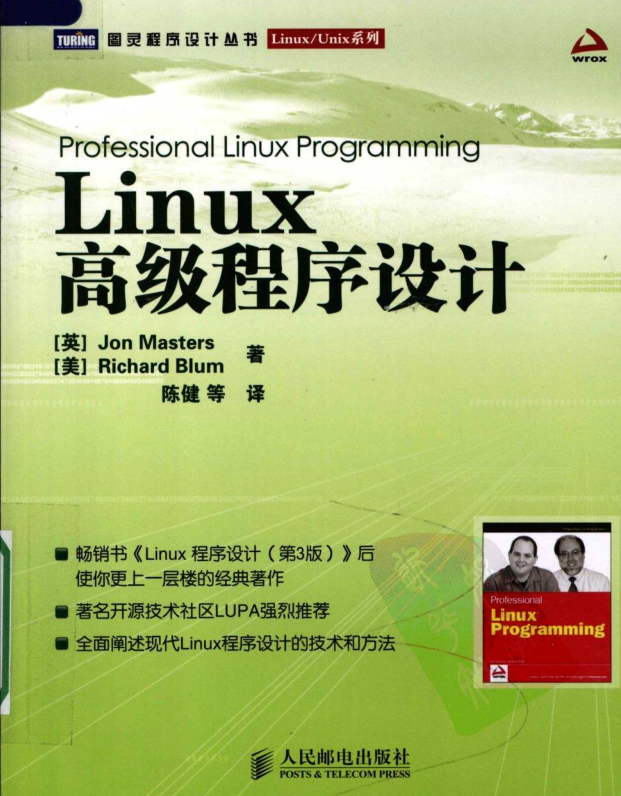 TURING 图灵程序设计丛书 Linux/Unix系列
wrox
Professional Linux Programming
Linux
高级程序设计
[英] Jon Masters
[美] Richard Blum 著
陈健 等 译
畅销书《Linux 程序设计（第3版）》后
使你更上一层楼的经典著作
著名开源技术社区LUPA强烈推荐
全面阐述现代Linux程序设计的技术和方法
Professional
Linux
Programming
wrox
人民邮电出版社
POSTS & TELECOM PRESS